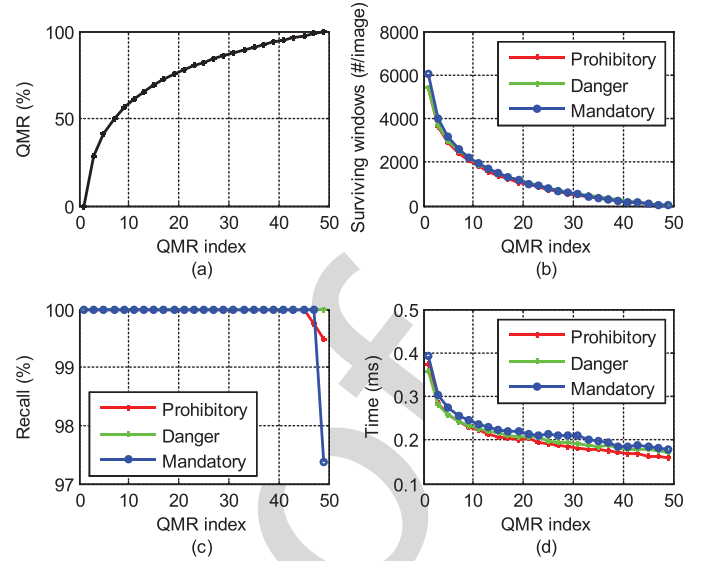 100
50
0
QMR (%)
0 10 20 30 40 50
QMR index
(a)
8000
6000
4000
2000
0
Surviving windows (#/image)
Prohibitory
Danger
Mandatory
0 10 20 30 40 50
QMR index
(b)
100
99
98
97
Recall (%)
Prohibitory
Danger
Mandatory
0 10 20 30 40 50
QMR index
(c)
0.5
0.4
0.3
0.2
0.1
Time (ms)
Prohibitory
Danger
Mandatory
0 10 20 30 40 50
QMR index
(d)
of